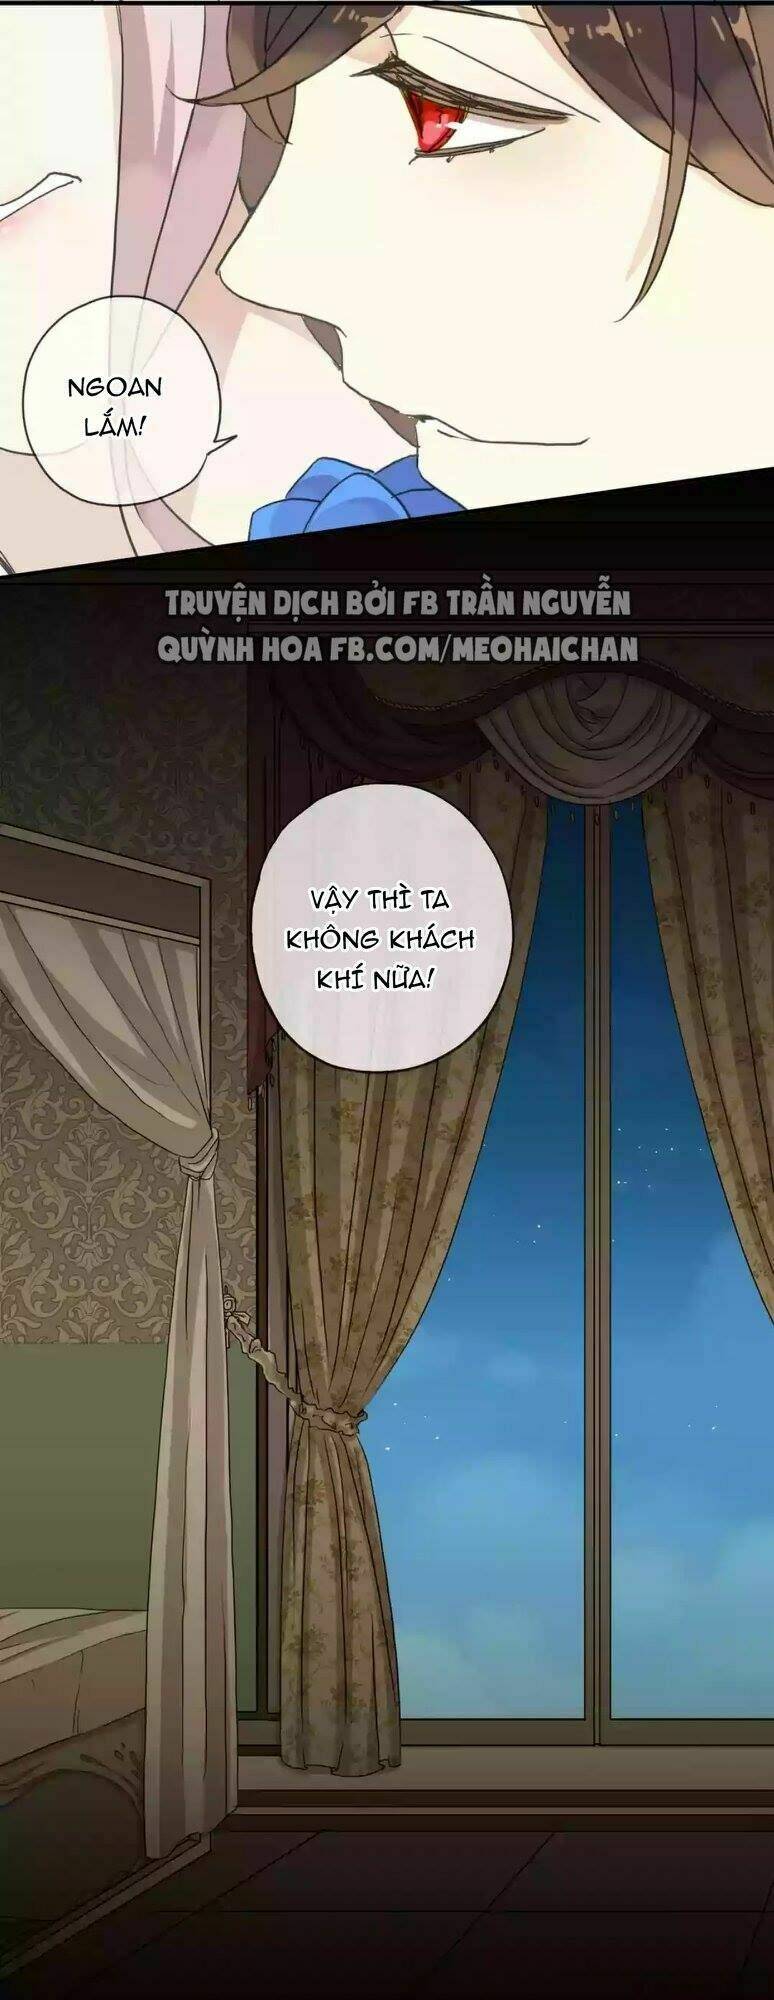 NGOAN
LẮM!
TRUYỆN DỊCH BỞI FB TRẦN NGUYỄN
QUỲNH HOA FB.COM/MEOHAICHAN
VẬY THÌ TA
KHÔNG KHÁCH
KHÍ NỮA!